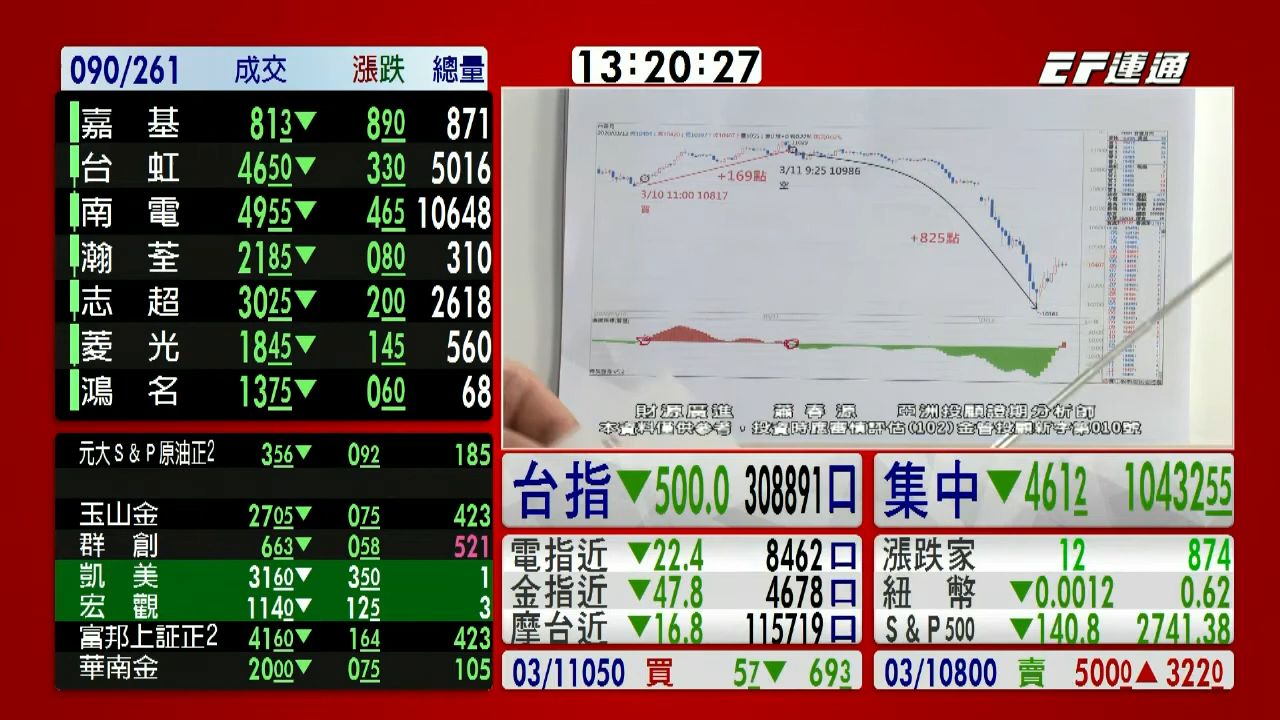 090/261 成交 漲跌 總量
嘉基 813▼ 890 871
台虹 4650▼ 330 5016
南電 4955▼ 465 10648
瀚荃 2185▼ 080 310
志超 3025▼ 200 2618
菱光 1845▼ 145 560
鴻名 1375▼ 060 68
元大S&P原油正2 356▼ 092 185
玉山金 2705▼ 075 423
群創 663▼ 058 521
凱美 3160▼ 350 1
宏觀 1140▼ 125 3
富邦上証正2 4160▼ 164 423
華南金 2000▼ 075 105
13:20:27
EF運通
+169點
3/10 11:00 10817
買
3/11 9:25 10986
空
+825點
財源廣進 蕭春源 亞洲投顧證期分析師
本資料僅供參考，投資時應審慎評估(102)金管投顧新字第010號
台指▼500.0 308891口
電指近 ▼22.4 8462口
金指近 ▼47.8 4678口
摩台近 ▼16.8 115719口
03/11050 買 57▼ 693
集中▼4612 1043255
漲跌家 12 874
紐幣 ▼0.0012 0.62
S&P500 ▼140.8 2741.38
03/10800 賣 5000▲3220